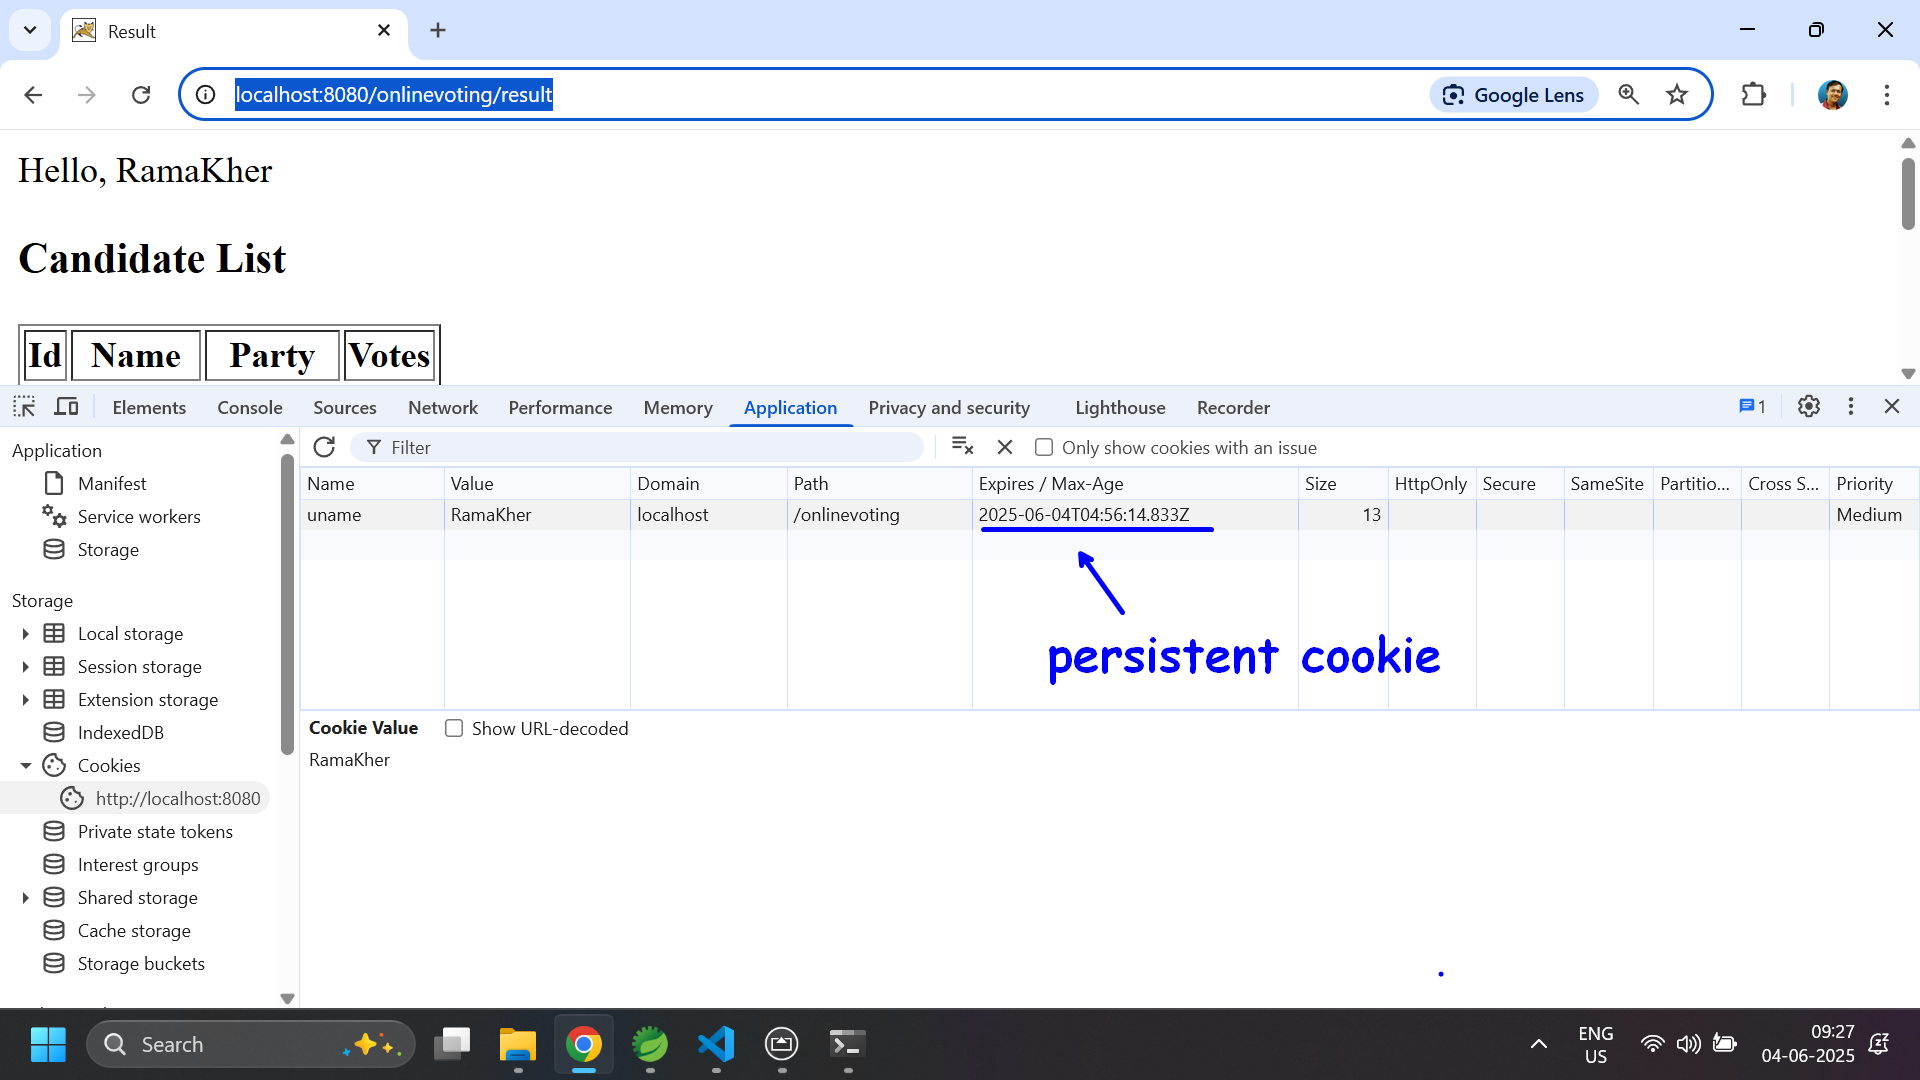 Result
localhost:8080/onlinevoting/result
Google Lens
Hello, RamaKher
Candidate List
Id Name Party Votes
Elements Console Sources Network Performance Memory Application Privacy and security Lighthouse Recorder 1
Application
Manifest
Service workers
Storage
Storage
Local storage
Session storage
Extension storage
IndexedDB
Cookies
http://localhost:8080
Private state tokens
Interest groups
Shared storage
Cache storage
Storage buckets
Filter
Only show cookies with an issue
Name Value Domain Path Expires / Max-Age Size HttpOnly Secure SameSite Partitio... Cross S... Priority
uname RamaKher localhost /onlinevoting 2025-06-04T04:56:14.833Z 13 Medium
persistent cookie
Cookie Value Show URL-decoded
RamaKher
Search
ENG
US
09:27
04-06-2025